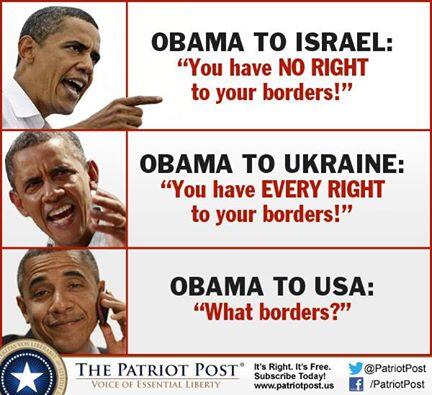 OBAMA TO ISRAEL:
“You have NO RIGHT
to your borders!”
OBAMA TO UKRAINE:
“You have EVERY RIGHT
to your borders!”
OBAMA TO USA:
“What borders?”
THE PATRIOT POST®
VOICE OF ESSENTIAL LIBERTY
It's Right. It's Free.
Subscribe Today!
www.patriotpost.us
@PatriotPost
/PatriotPost